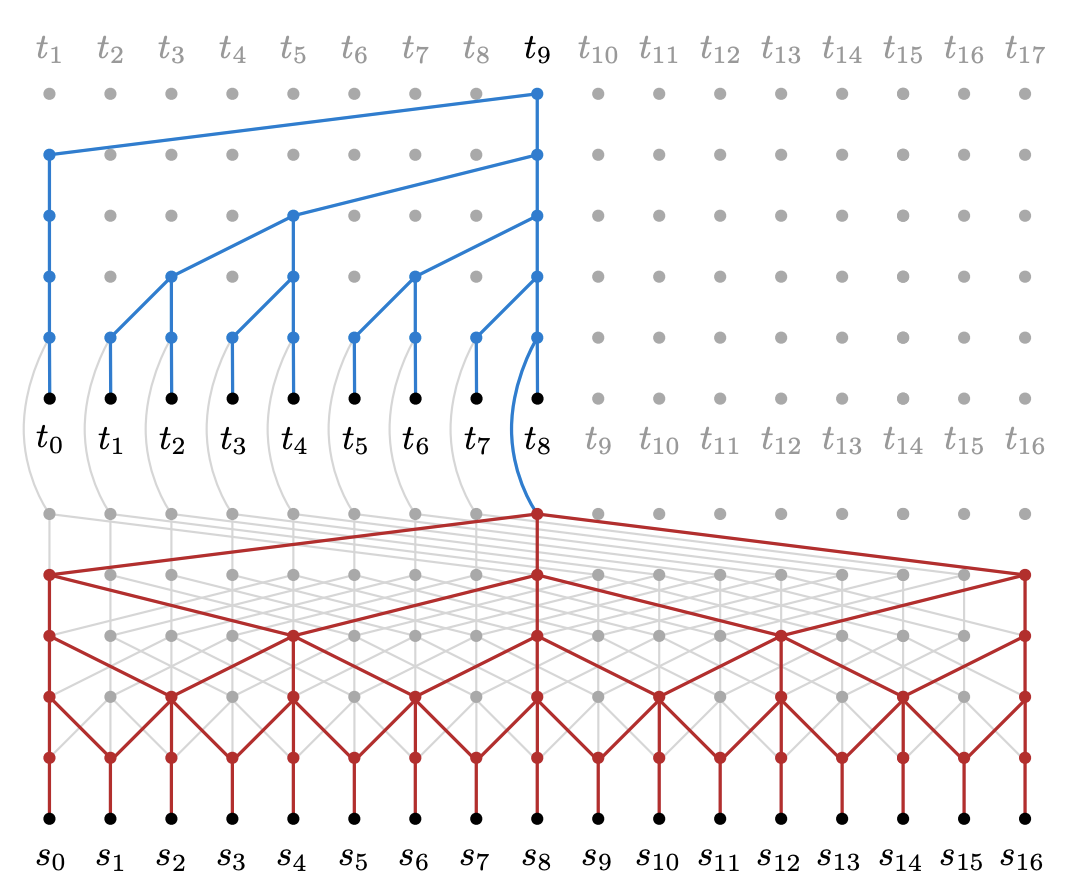 t₁ t₂ t₃ t₄ t₅ t₆ t₇ t₈ t₉ t₁₀ t₁₁ t₁₂ t₁₃ t₁₄ t₁₅ t₁₆ t₁₇
t₀ t₁ t₂ t₃ t₄ t₅ t₆ t₇ t₈ t₉ t₁₀ t₁₁ t₁₂ t₁₃ t₁₄ t₁₅ t₁₆
s₀ s₁ s₂ s₃ s₄ s₅ s₆ s₇ s₈ s₉ s₁₀ s₁₁ s₁₂ s₁₃ s₁₄ s₁₅ s₁₆